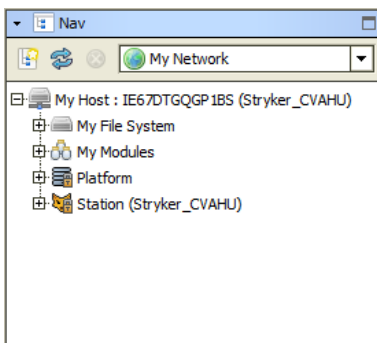 Nav
My Network
My Host : IE67DTGQGP1BS (Stryker_CVAHU)
My File System
My Modules
Platform
Station (Stryker_CVAHU)